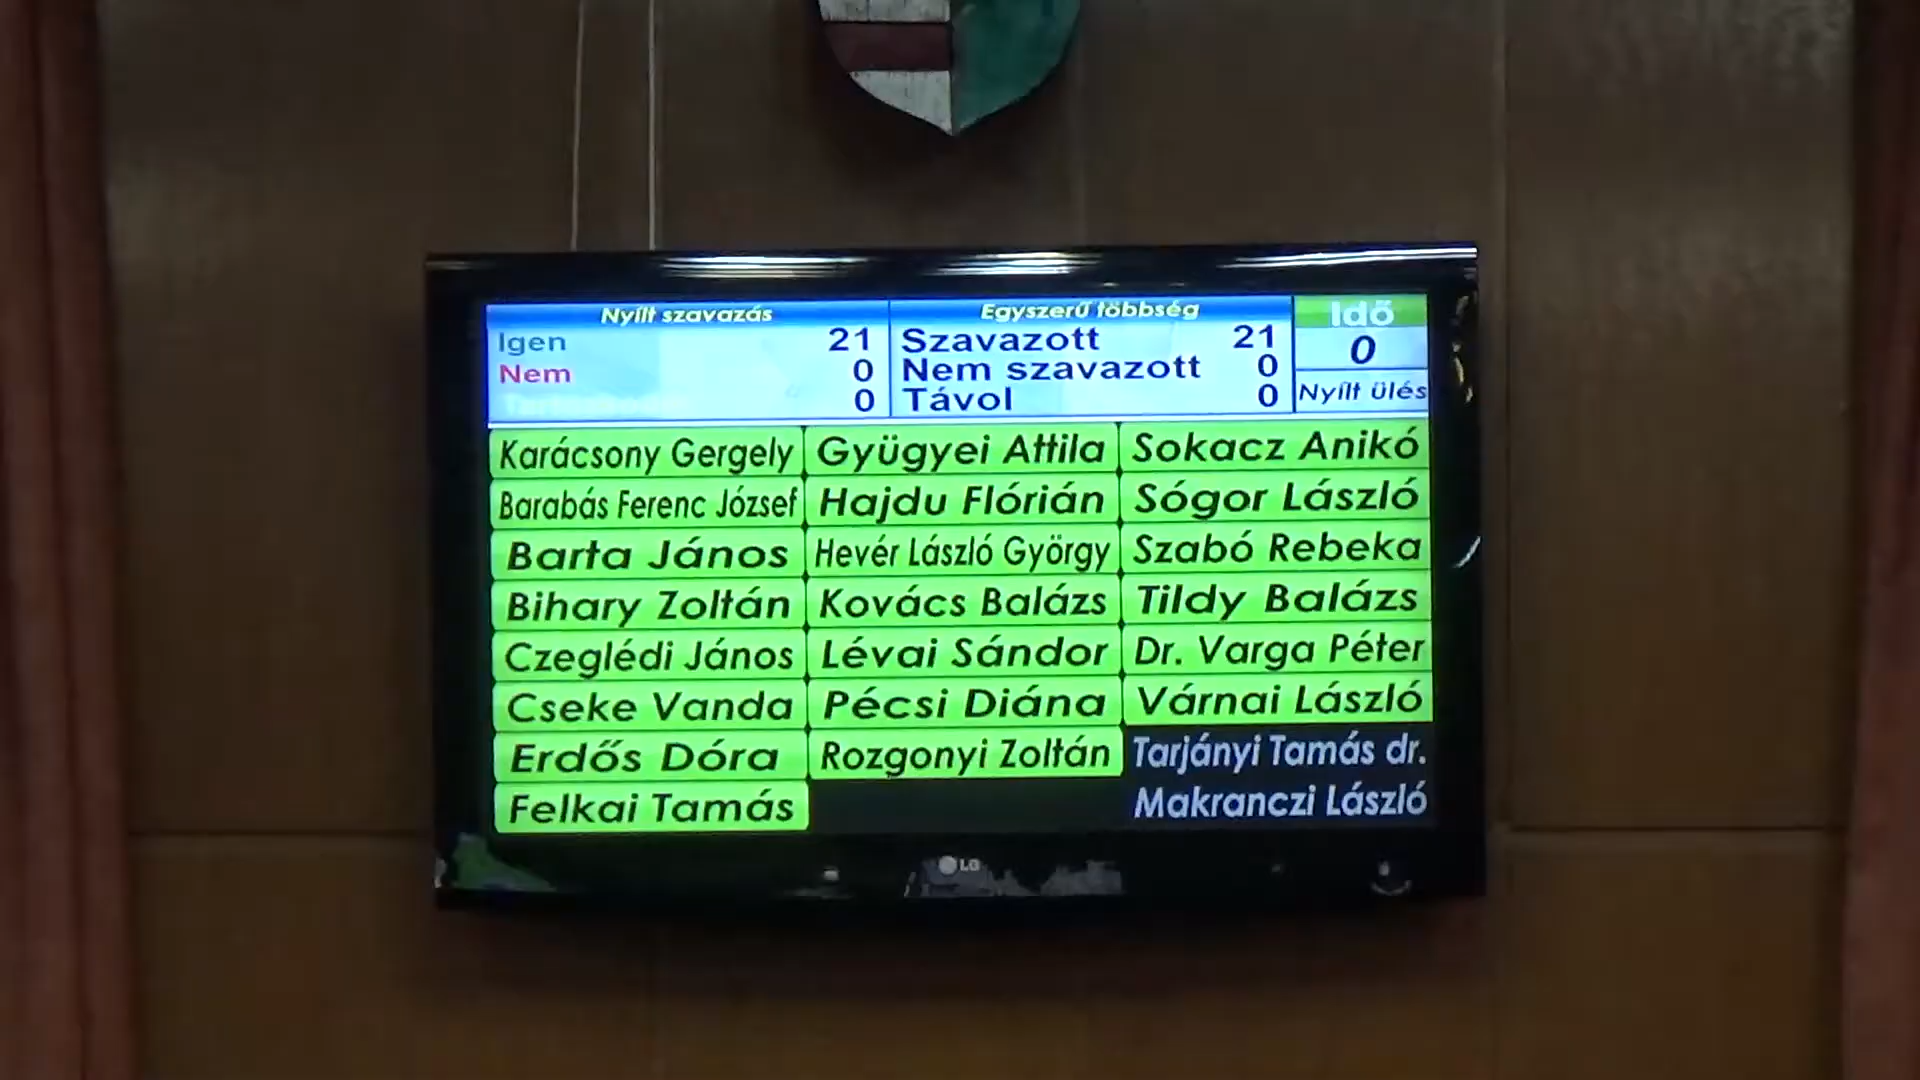 Nyílt szavazás
Igen 21
Nem 0
0
Egyszerű többség
Szavazott 21
Nem szavazott 0
Távol 0
Idő
0
Nyílt ülés
Karácsony Gergely
Barabás Ferenc József
Barta János
Bihary Zoltán
Czeglédi János
Cseke Vanda
Erdős Dóra
Felkai Tamás
Gyügyei Attila
Hajdu Flórián
Hevér László György
Kovács Balázs
Lévai Sándor
Pécsi Diána
Rozgonyi Zoltán
Sokacz Anikó
Sógor László
Szabó Rebeka
Tildy Balázs
Dr. Varga Péter
Várnai László
Tarjányi Tamás dr.
Makranczi László
LG